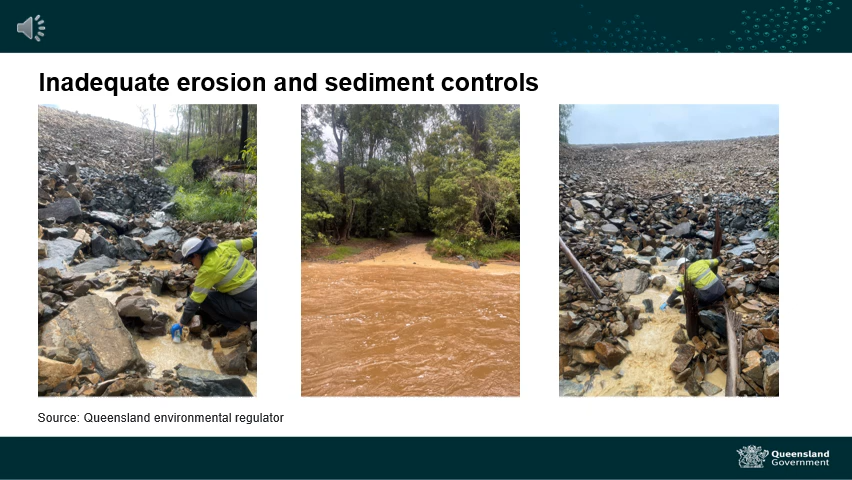 Inadequate erosion and sediment controls
Source: Queensland environmental regulator
Queensland
Government